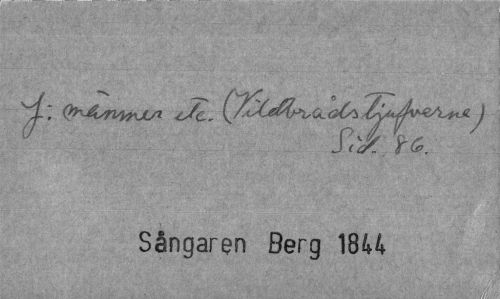 J: männer etc. (Vildbrådstjufverne)
Sid. 86.
Sångaren Berg 1844